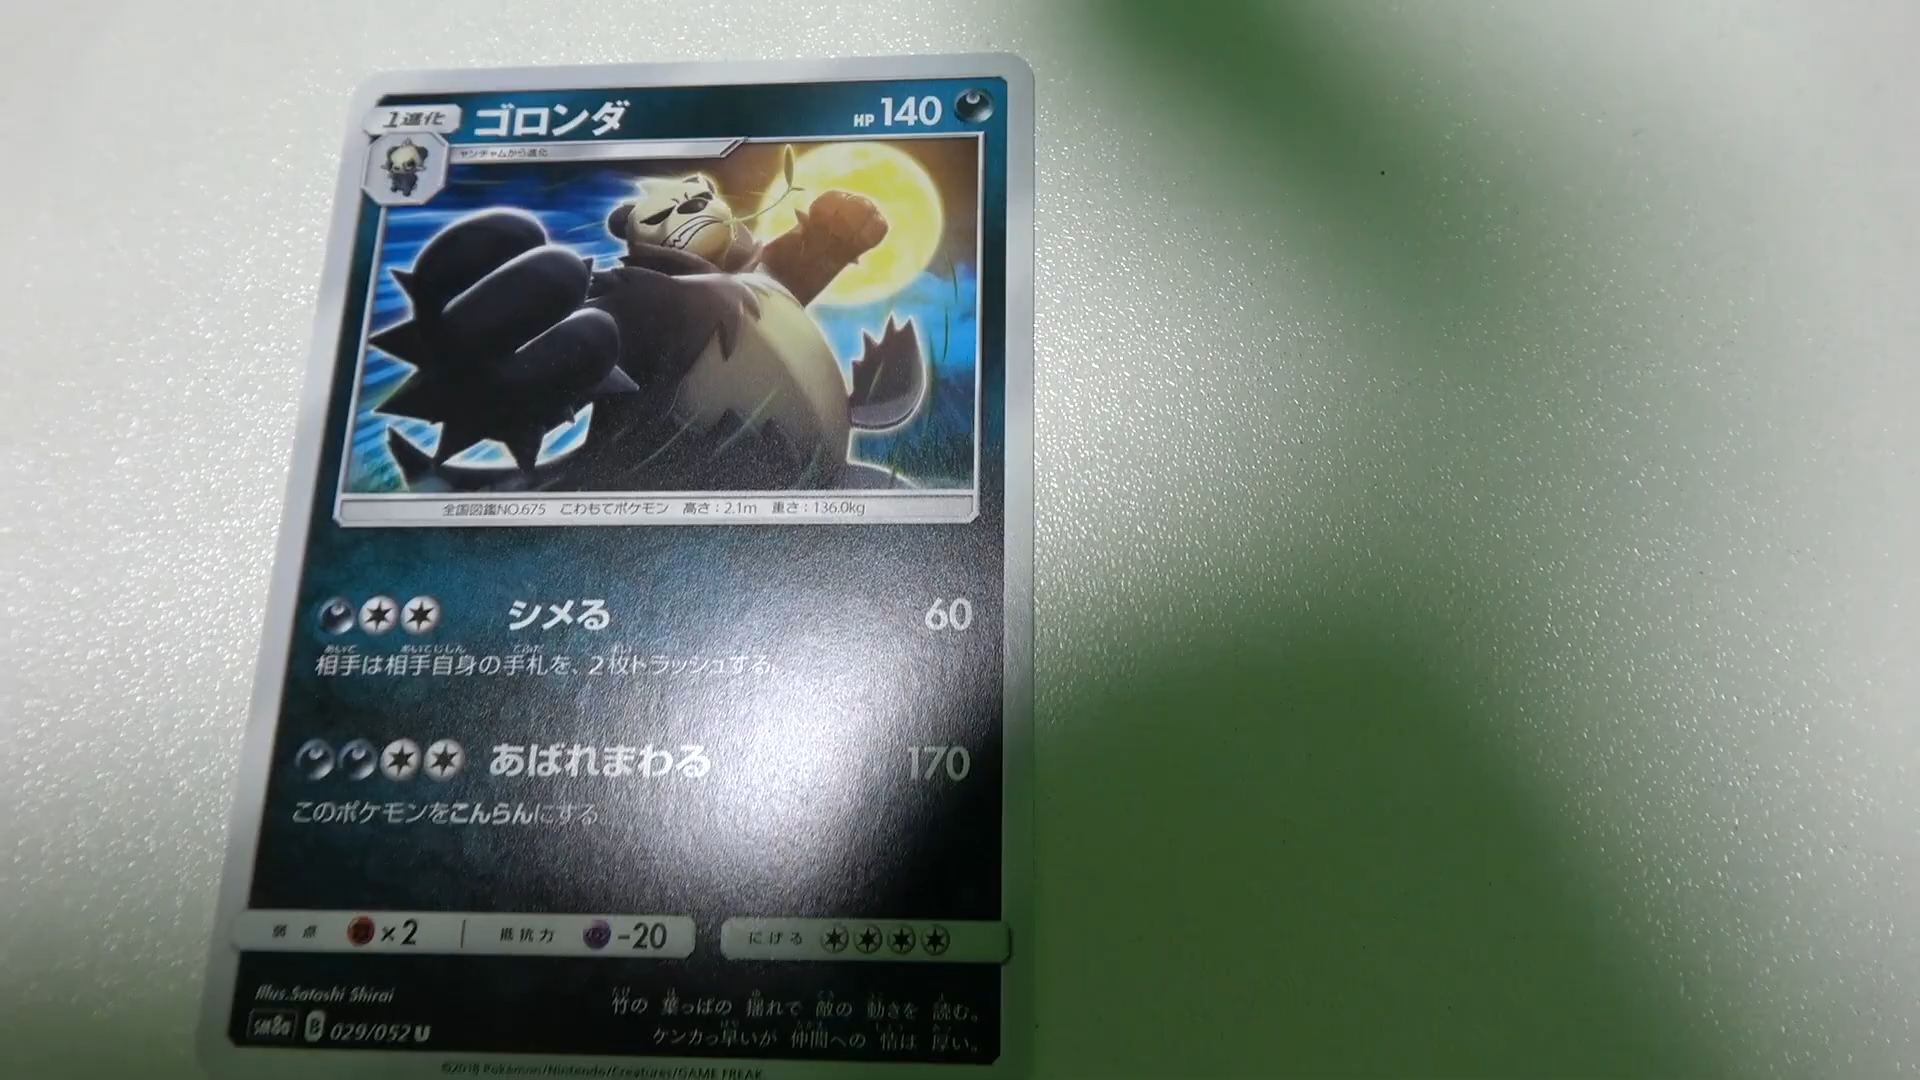 1進化 ゴロンダ HP 140
ヤンチャムから進化
全国図鑑NO.675 こわもてポケモン 高さ:2.1m 重さ:136.0kg
シメる 60
相手は相手自身の手札を、2枚トラッシュする。
あばれまわる 170
このポケモンをこんらんにする。
弱点 ×2 抵抗力 -20 にげる
Illus.Satoshi Shirai
竹の葉っぱの揺れで敵の動きを読む。
ケンカっ早いが仲間への情は厚い。
SM8a B 029/052 U
©2018 Pokémon/Nintendo/Creatures/GAME FREAK